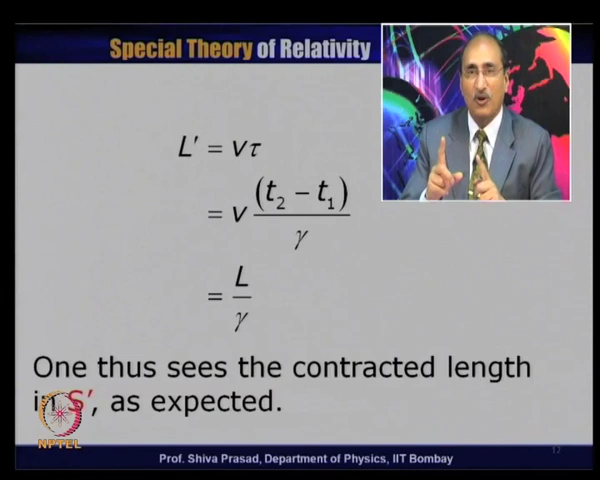 Special Theory of Relativity
L′ = vτ
= v (t₂ − t₁) / γ
= L / γ
One thus sees the contracted length
in S′, as expected.
NPTEL
Prof. Shiva Prasad, Department of Physics, IIT Bombay